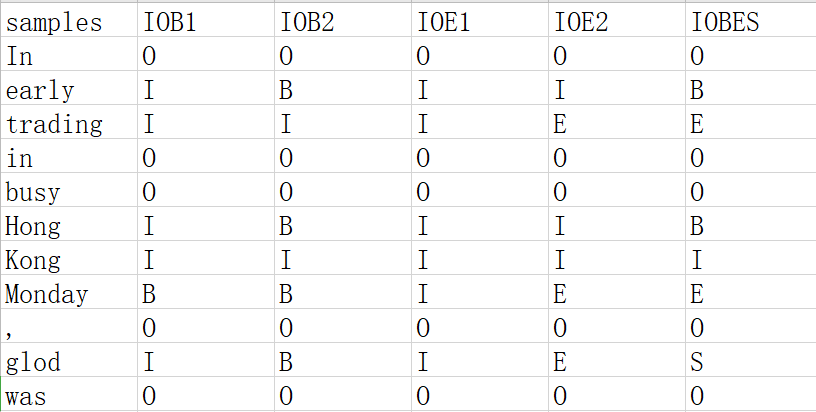 samples IOB1 IOB2 IOE1 IOE2 IOBES
In O O O O O
early I B I I B
trading I I I E E
in O O O O O
busy O O O O O
Hong I B I I B
Kong I I I I I
Monday B B I E E
, O O O O O
glod I B I E S
was O O O O O